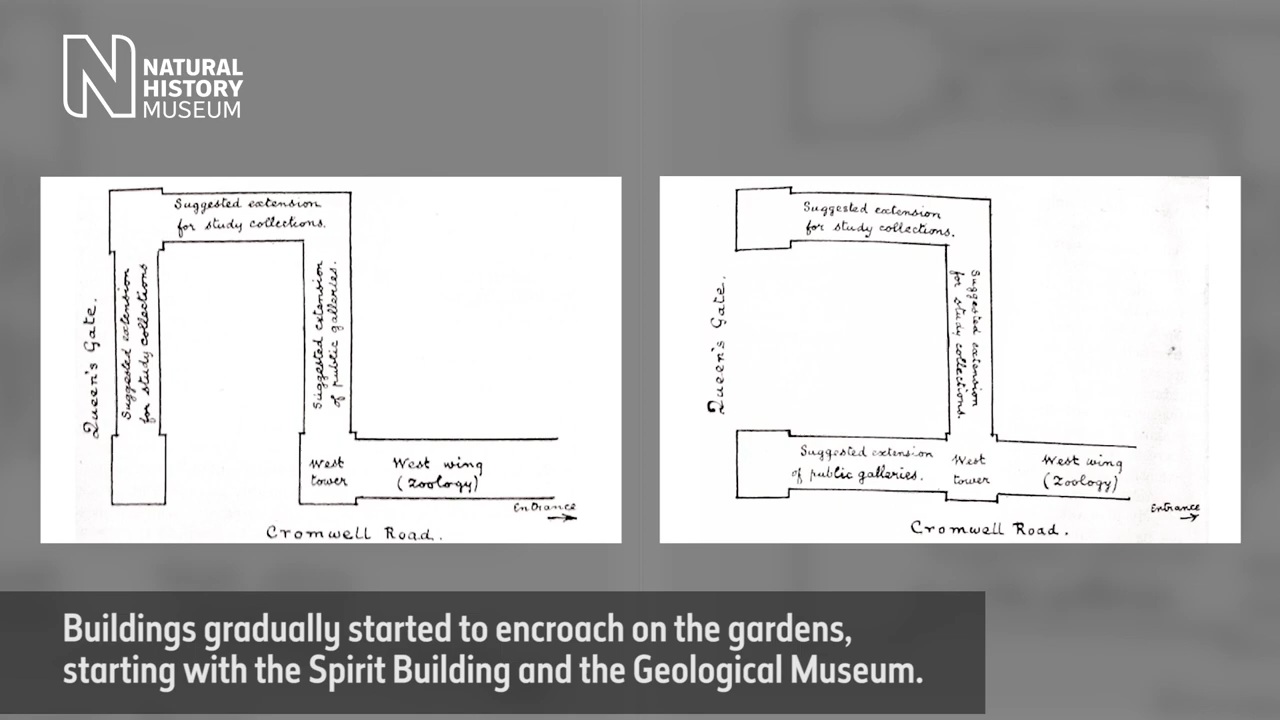 NATURAL
HISTORY
MUSEUM
Suggested extension
for study collections.
Queen's Gate.
Suggested extension
for study collections
Suggested extension
of public galleries.
West
tower
West wing
(Zoology)
Entrance
Cromwell Road.
Suggested extension
for study collections.
Queen's Gate.
Suggested extension
for study collections.
Suggested extension
of public galleries.
West
tower
West wing
(Zoology)
Entrance
Cromwell Road.
Buildings gradually started to encroach on the gardens,
starting with the Spirit Building and the Geological Museum.